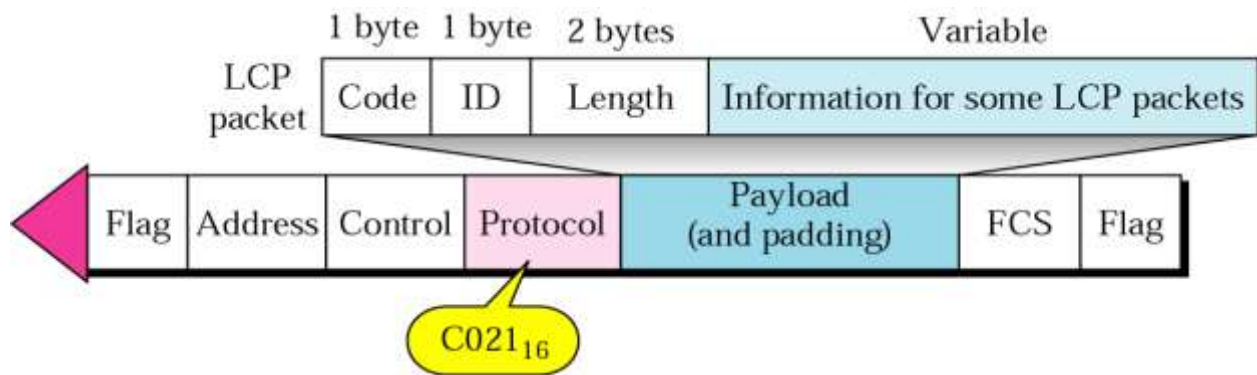 1 byte 1 byte 2 bytes Variable
LCP
packet
Code ID Length Information for some LCP packets
Flag Address Control Protocol Payload
(and padding) FCS Flag
C021₁₆